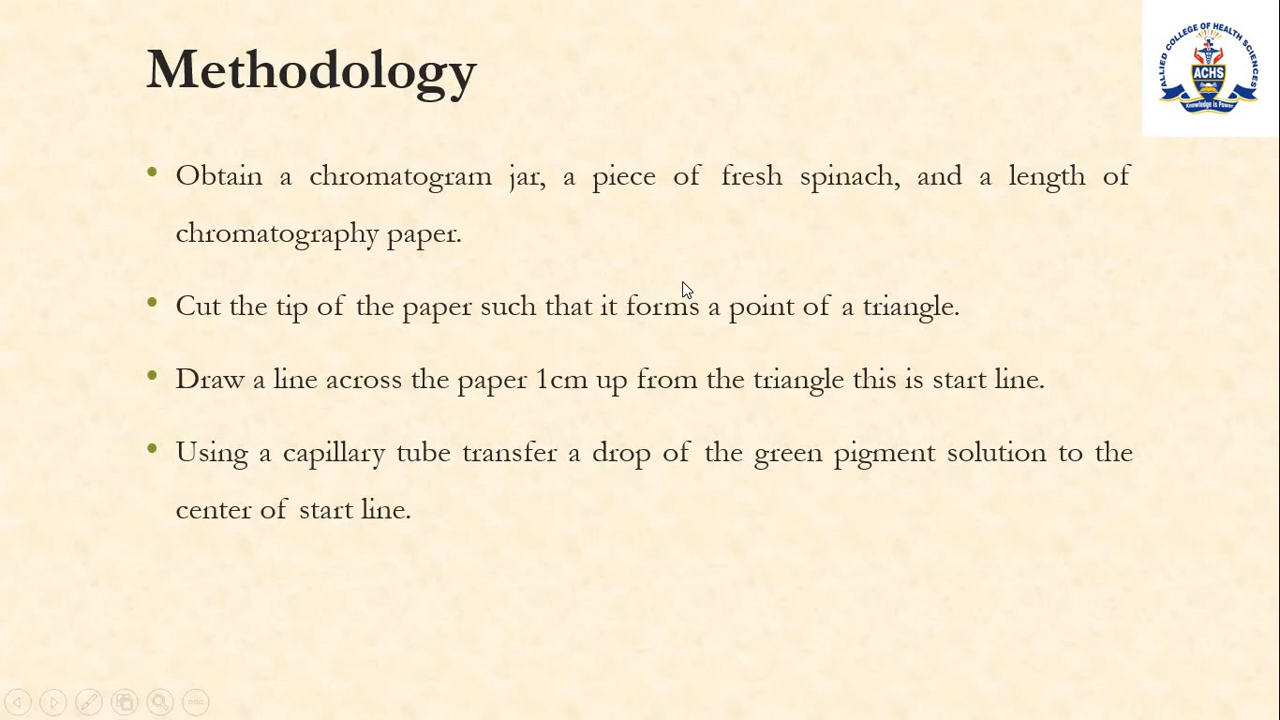 Methodology
ALLIED COLLEGE OF HEALTH SCIENCES
ACHS
Knowledge is Power
• Obtain a chromatogram jar, a piece of fresh spinach, and a length of
chromatography paper.
• Cut the tip of the paper such that it forms a point of a triangle.
• Draw a line across the paper 1cm up from the triangle this is start line.
• Using a capillary tube transfer a drop of the green pigment solution to the
center of start line.